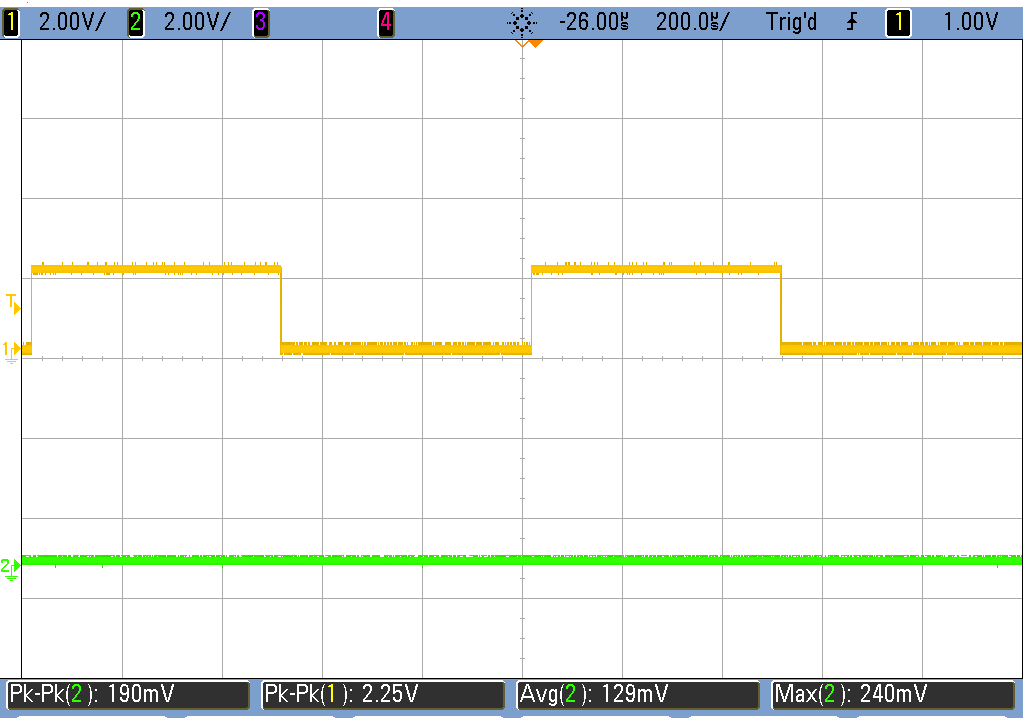 1 2.00V/ 2 2.00V/ 3 4 -26.00µs 200.0µs/ Trig'd 1 1.00V
T
1
2
Pk-Pk(2): 190mV Pk-Pk(1): 2.25V Avg(2): 129mV Max(2): 240mV